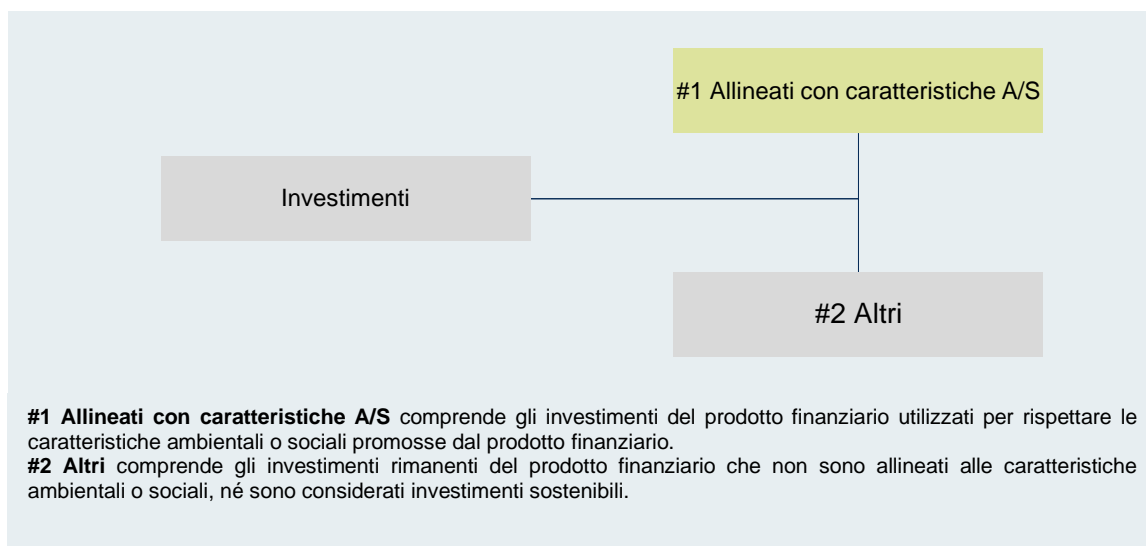 #1 Allineati con caratteristiche A/S
Investimenti
#2 Altri
#1 Allineati con caratteristiche A/S comprende gli investimenti del prodotto finanziario utilizzati per rispettare le
caratteristiche ambientali o sociali promosse dal prodotto finanziario.
#2 Altri comprende gli investimenti rimanenti del prodotto finanziario che non sono allineati alle caratteristiche
ambientali o sociali, né sono considerati investimenti sostenibili.